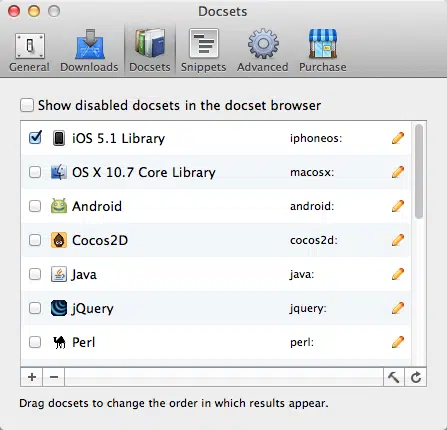 Docsets
General Downloads Docsets Snippets Advanced Purchase
Show disabled docsets in the docset browser
iOS 5.1 Library iphoneos:
OS X 10.7 Core Library macosx:
Android android:
Cocos2D cocos2d:
Java java:
jQuery jquery:
Perl perl:
Drag docsets to change the order in which results appear.